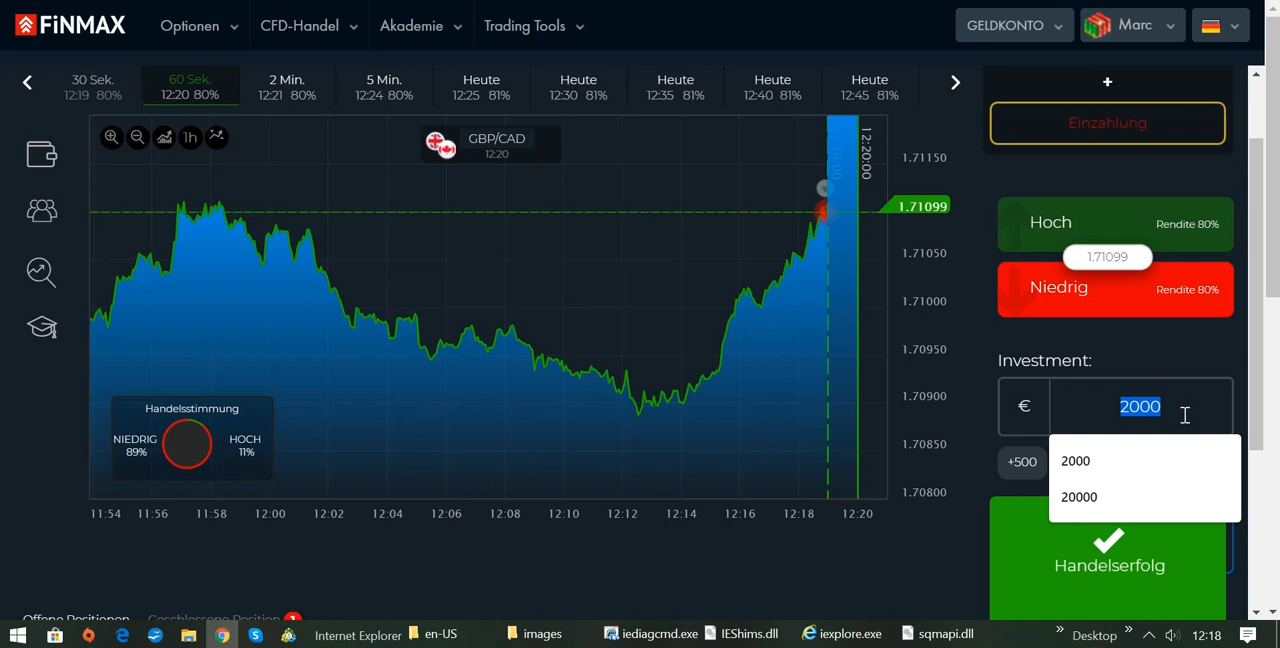 FiNMAX
Optionen
CFD-Handel
Akademie
Trading Tools
GELDKONTO
Marc
30 Sek.
12:19 80%
60 Sek.
12:20 80%
2 Min.
12:21 80%
5 Min.
12:24 80%
Heute
12:25 81%
Heute
12:30 81%
Heute
12:35 81%
Heute
12:40 81%
Heute
12:45 81%
+
Einzahlung
1h
GBP/CAD
12:20
12:20:00
1.71150
1.71099
1.71050
1.71000
1.70950
1.70900
1.70850
1.70800
Hoch
Rendite 80%
1.71099
Niedrig
Rendite 80%
Investment:
€
2000
+500
2000
20000
Handelserfolg
Handelsstimmung
NIEDRIG
89%
HOCH
11%
11:54 11:56 11:58 12:00 12:02 12:04 12:06 12:08 12:10 12:12 12:14 12:16 12:18 12:20
Offene Positionen
Geschlossene Position
1
Internet Explorer
en-US
images
iediagcmd.exe
IEShims.dll
iexplore.exe
sqmapi.dll
Desktop
12:18